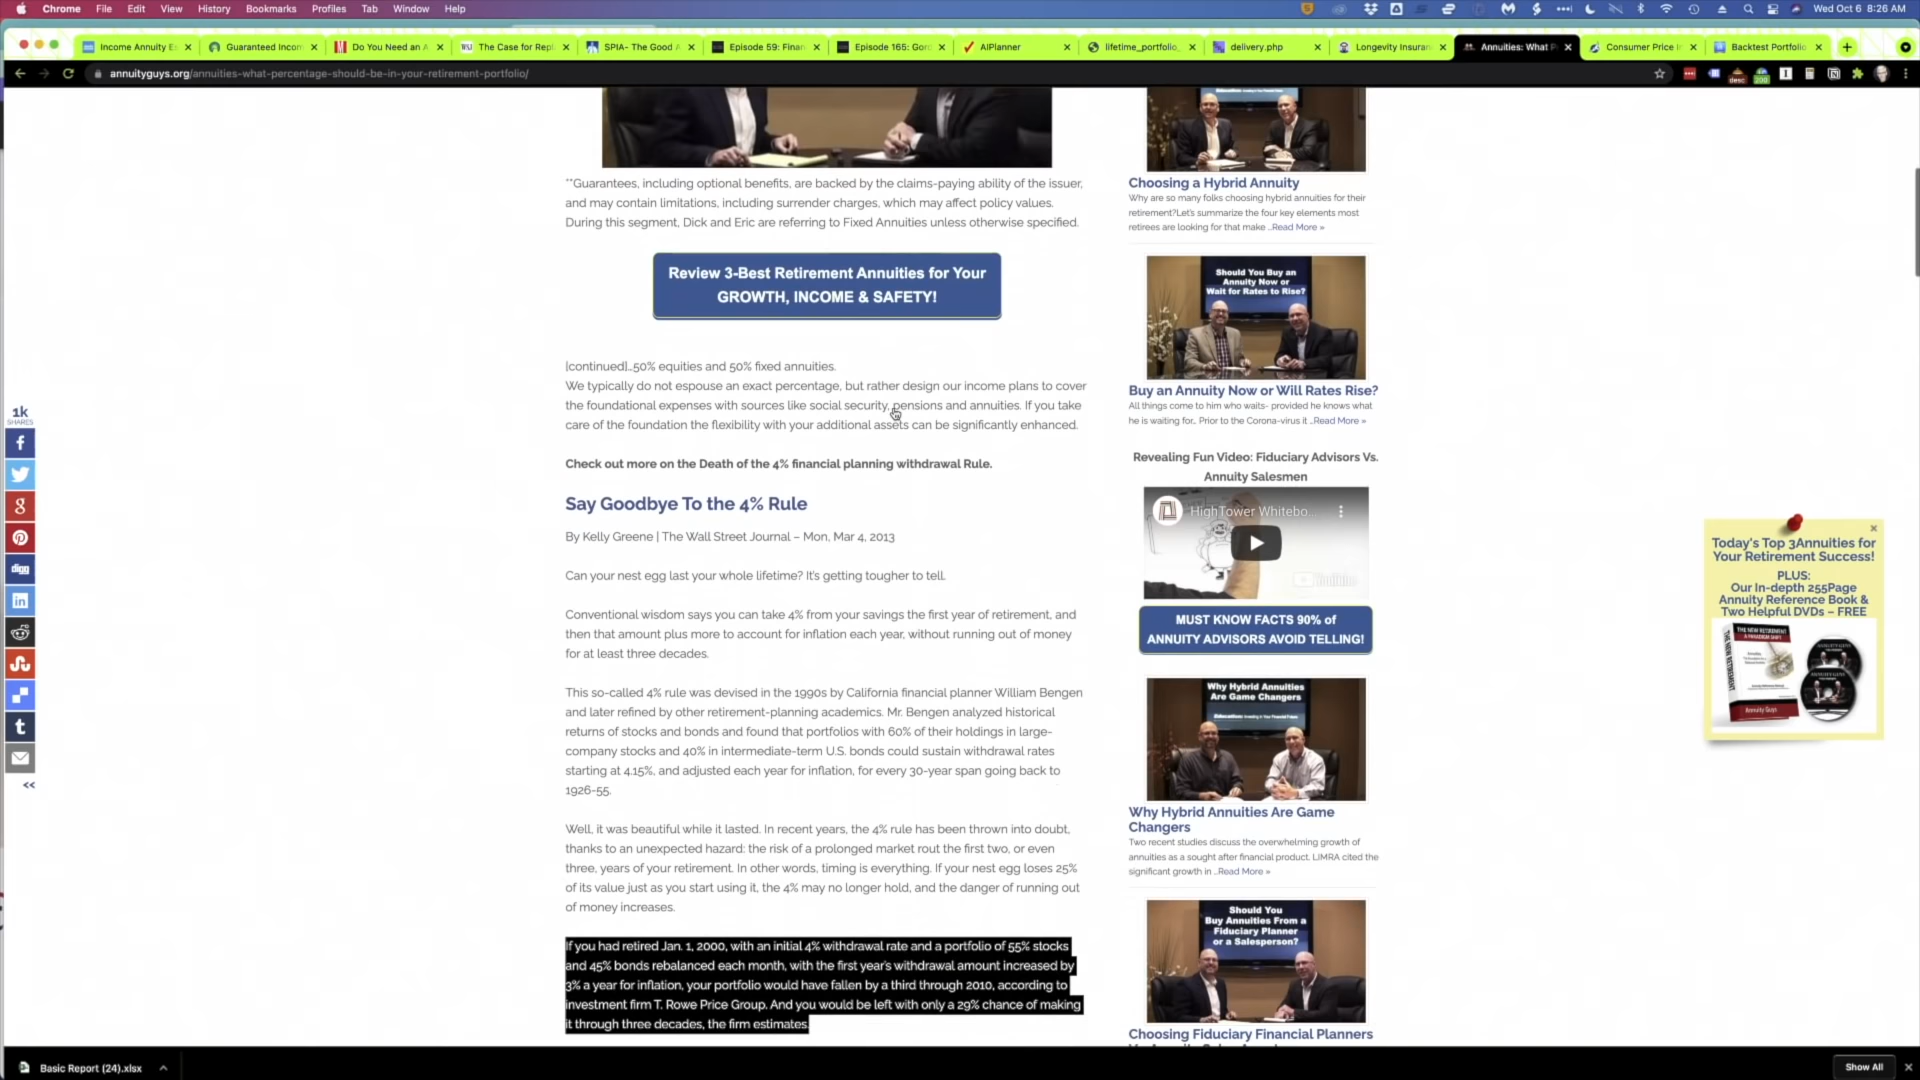 Chrome File Edit View History Bookmarks Profiles Tab Window Help
Wed Oct 6 8:26 AM
Income Annuity Es
Guaranteed Incom
Do You Need an A
The Case for Repl
SPIA- The Good A
Episode 59: Finan
Episode 165: Gord
AIPlanner
lifetime_portfolio_
delivery.php
Longevity Insuran
Annuities: What P
Consumer Price I
Backtest Portfolio
annuityguys.org/annuities-what-percentage-should-be-in-your-retirement-portfolio/
**Guarantees, including optional benefits, are backed by the claims-paying ability of the issuer,
and may contain limitations, including surrender charges, which may affect policy values.
During this segment, Dick and Eric are referring to Fixed Annuities unless otherwise specified.
Review 3-Best Retirement Annuities for Your
GROWTH, INCOME & SAFETY!
[continued]…50% equities and 50% fixed annuities.
We typically do not espouse an exact percentage, but rather design our income plans to cover
the foundational expenses with sources like social security, pensions and annuities. If you take
care of the foundation the flexibility with your additional assets can be significantly enhanced.
Check out more on the Death of the 4% financial planning withdrawal Rule.
Say Goodbye To the 4% Rule
By Kelly Greene | The Wall Street Journal – Mon, Mar 4, 2013
Can your nest egg last your whole lifetime? It's getting tougher to tell.
Conventional wisdom says you can take 4% from your savings the first year of retirement, and
then that amount plus more to account for inflation each year, without running out of money
for at least three decades.
This so-called 4% rule was devised in the 1990s by California financial planner William Bengen
and later refined by other retirement-planning academics. Mr. Bengen analyzed historical
returns of stocks and bonds and found that portfolios with 60% of their holdings in large-
company stocks and 40% in intermediate-term U.S. bonds could sustain withdrawal rates
starting at 4.15%, and adjusted each year for inflation, for every 30-year span going back to
1926-55.
Well, it was beautiful while it lasted. In recent years, the 4% rule has been thrown into doubt,
thanks to an unexpected hazard: the risk of a prolonged market rout the first two, or even
three, years of your retirement. In other words, timing is everything. If your nest egg loses 25%
of its value just as you start using it, the 4% may no longer hold, and the danger of running out
of money increases.
If you had retired Jan. 1, 2000, with an initial 4% withdrawal rate and a portfolio of 55% stocks
and 45% bonds rebalanced each month, with the first year's withdrawal amount increased by
3% a year for inflation, your portfolio would have fallen by a third through 2010, according to
investment firm T. Rowe Price Group. And you would be left with only a 29% chance of making
it through three decades, the firm estimates.
1k
SHARES
digg
<<
Choosing a Hybrid Annuity
Why are so many folks choosing hybrid annuities for their
retirement?Let's summarize the four key elements most
retirees are looking for that make …Read More »
Should You Buy an
Annuity Now or
Wait for Rates to Rise?
Buy an Annuity Now or Will Rates Rise?
All things come to him who waits- provided he knows what
he is waiting for… Prior to the Corona-virus it …Read More »
Revealing Fun Video: Fiduciary Advisors Vs.
Annuity Salesmen
HighTower Whitebo...
YouTube
MUST KNOW FACTS 90% of
ANNUITY ADVISORS AVOID TELLING!
Why Hybrid Annuities
Are Game Changers
Why Hybrid Annuities Are Game
Changers
Two recent studies discuss the overwhelming growth of
annuities as a sought after financial product. LIMRA cited the
significant growth in …Read More »
Should You
Buy Annuities From a
Fiduciary Planner
or a Salesperson?
Choosing Fiduciary Financial Planners
Today's Top 3Annuities for
Your Retirement Success!
PLUS:
Our In-depth 255Page
Annuity Reference Book &
Two Helpful DVDs – FREE
Basic Report (24).xlsx
Show All